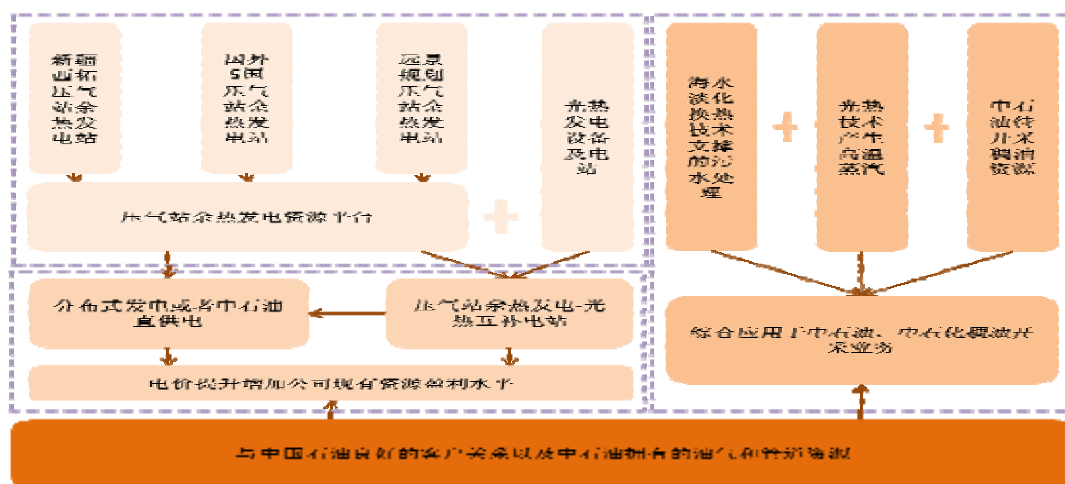 新疆
西拓
压气
站余
热发
电站
国外
5国
压气
站余
热发
电站
远景
规划
压气
站余
热发
电站
光热
发电
设备
及电
站
压气站余热发电资源平台
分布式发电或者中石油
直供电
压气站余热发电-光
热互补电站
电价提升增加公司现有资源盈利水平
海水
淡化
换热
技术
支撑
的污
水处
理
光热
技术
产生
高温
蒸汽
中石
油待
开采
稠油
资源
综合应用于中石油、中石化稠油开
采业务
与中国石油良好的客户关系以及中石油拥有的油气和管道资源